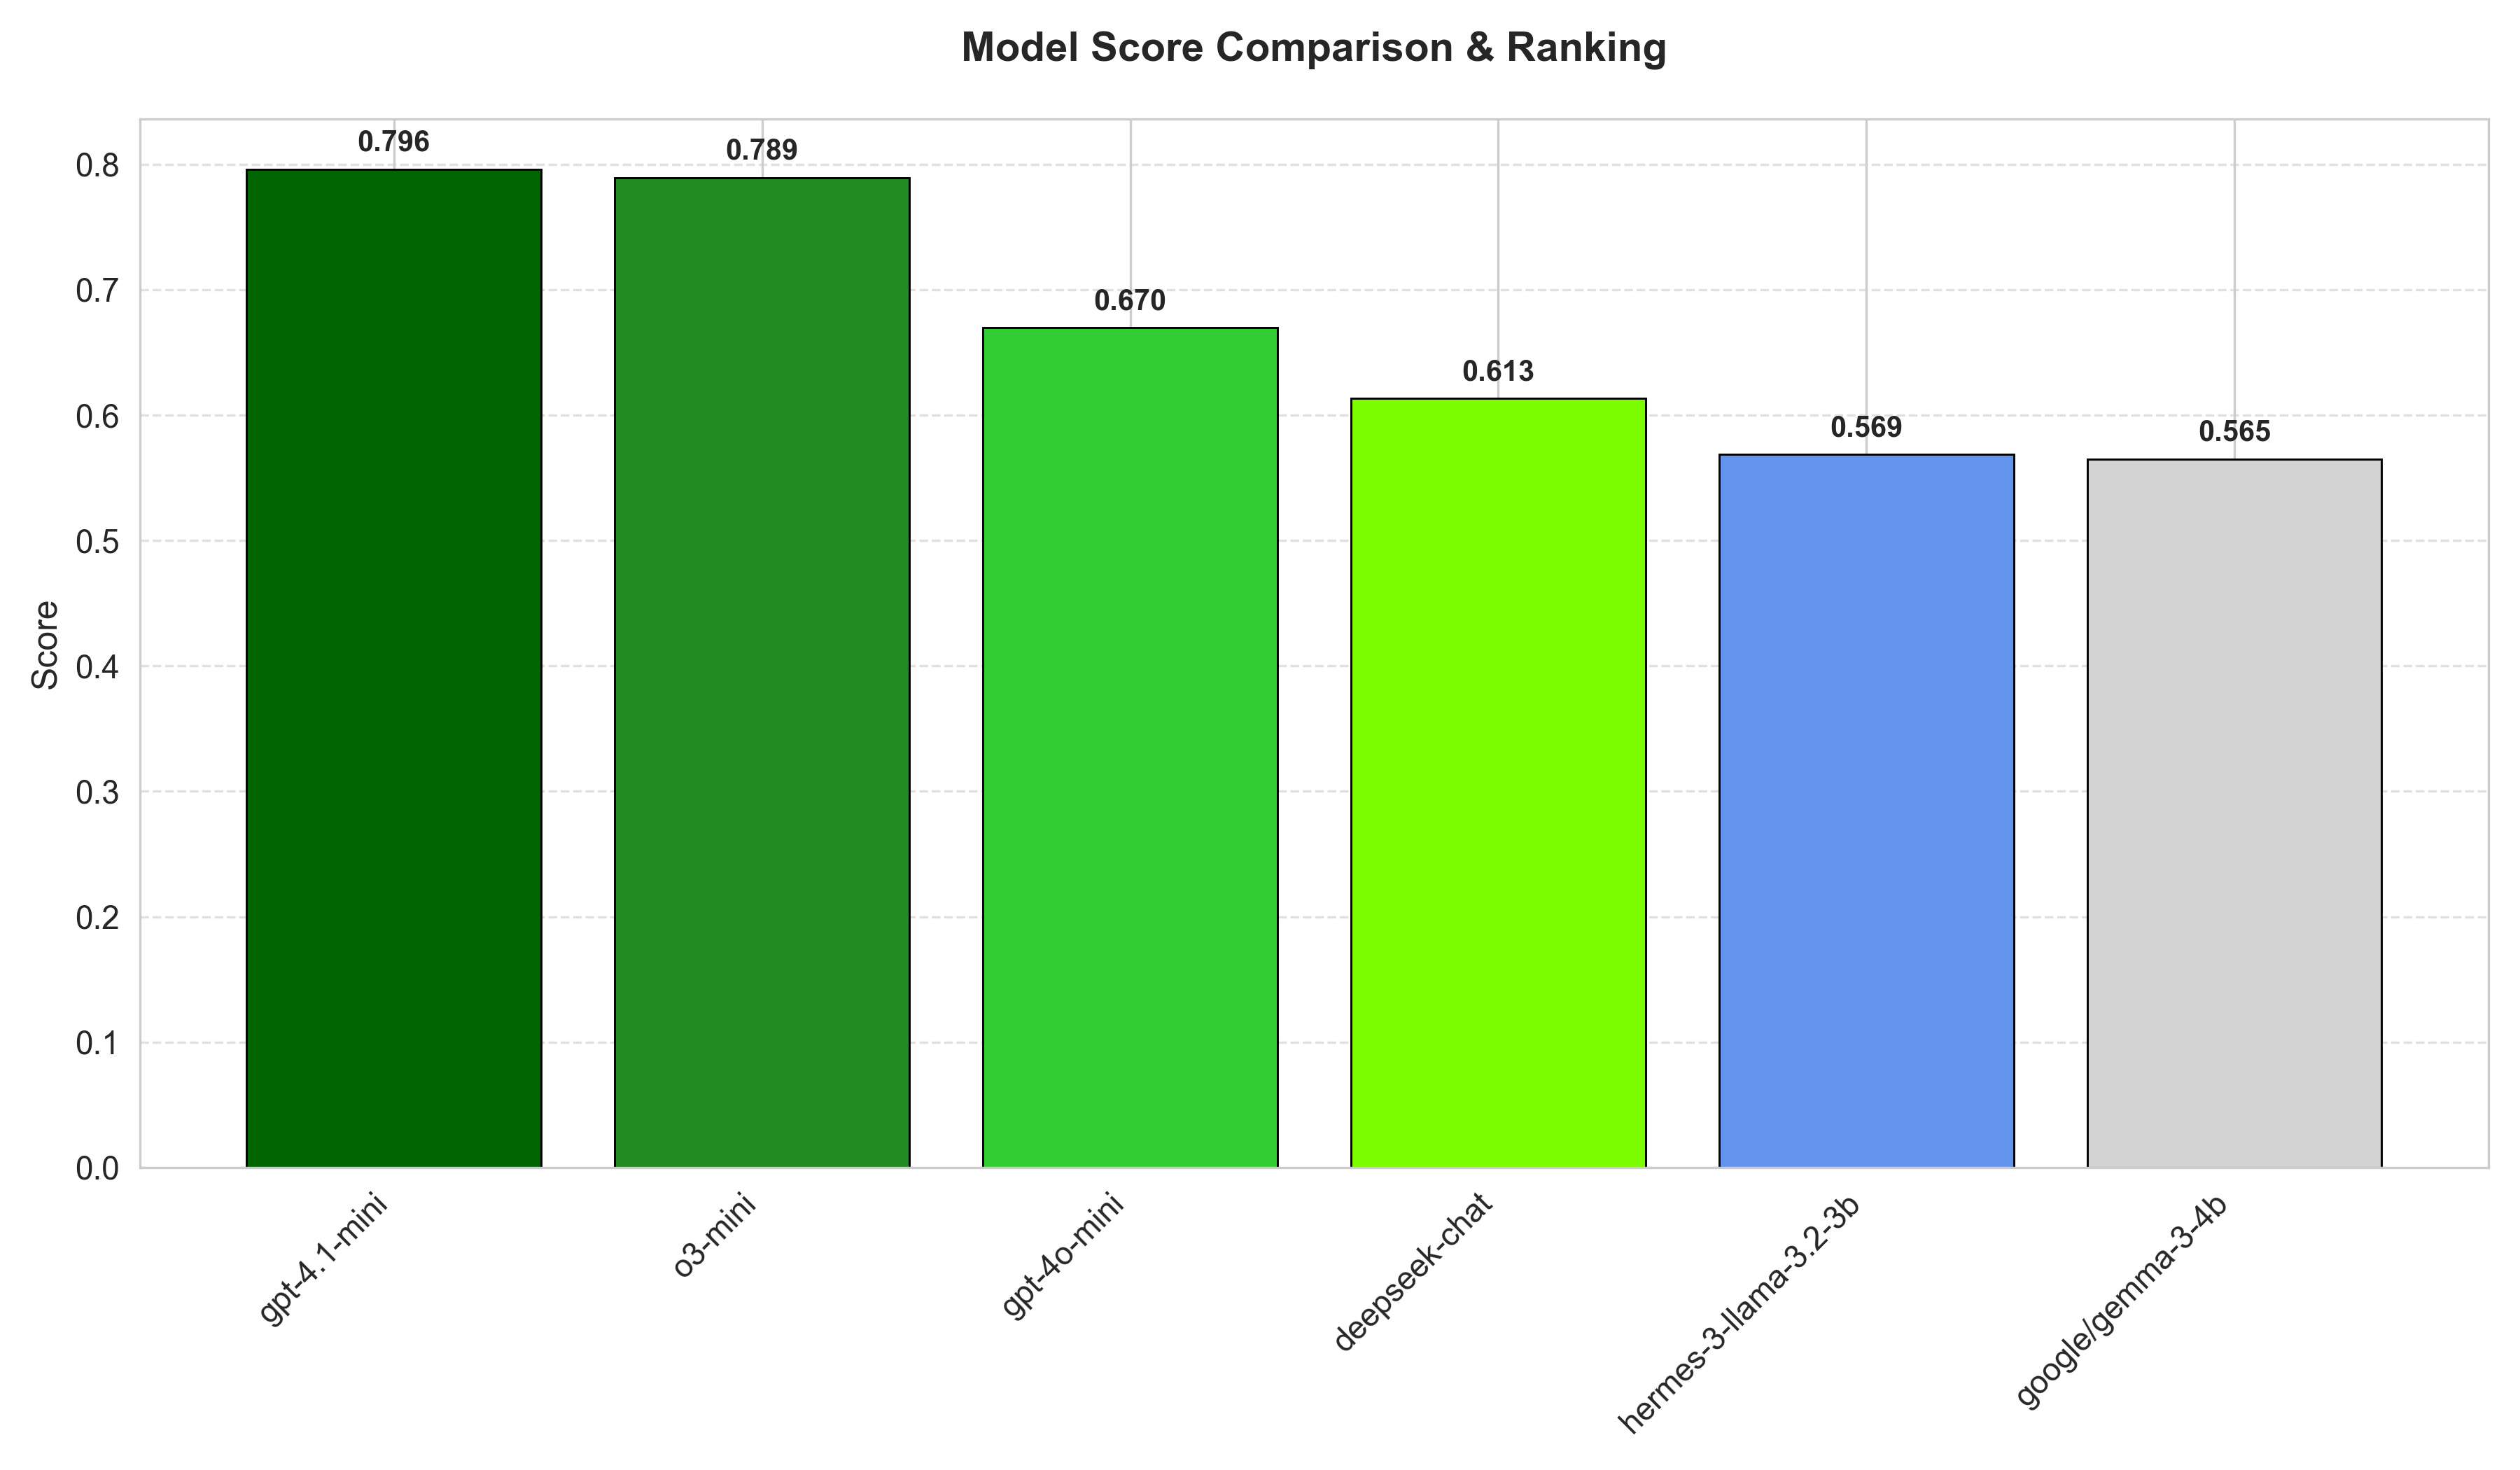 Model Score Comparison & Ranking
Score
0.8
0.7
0.6
0.5
0.4
0.3
0.2
0.1
0.0
0.796
0.789
0.670
0.613
0.569
0.565
gpt-4.1-mini
o3-mini
gpt-4o-mini
deepseek-chat
hermes-3-llama-3.2-3b
google/gemma-3-4b